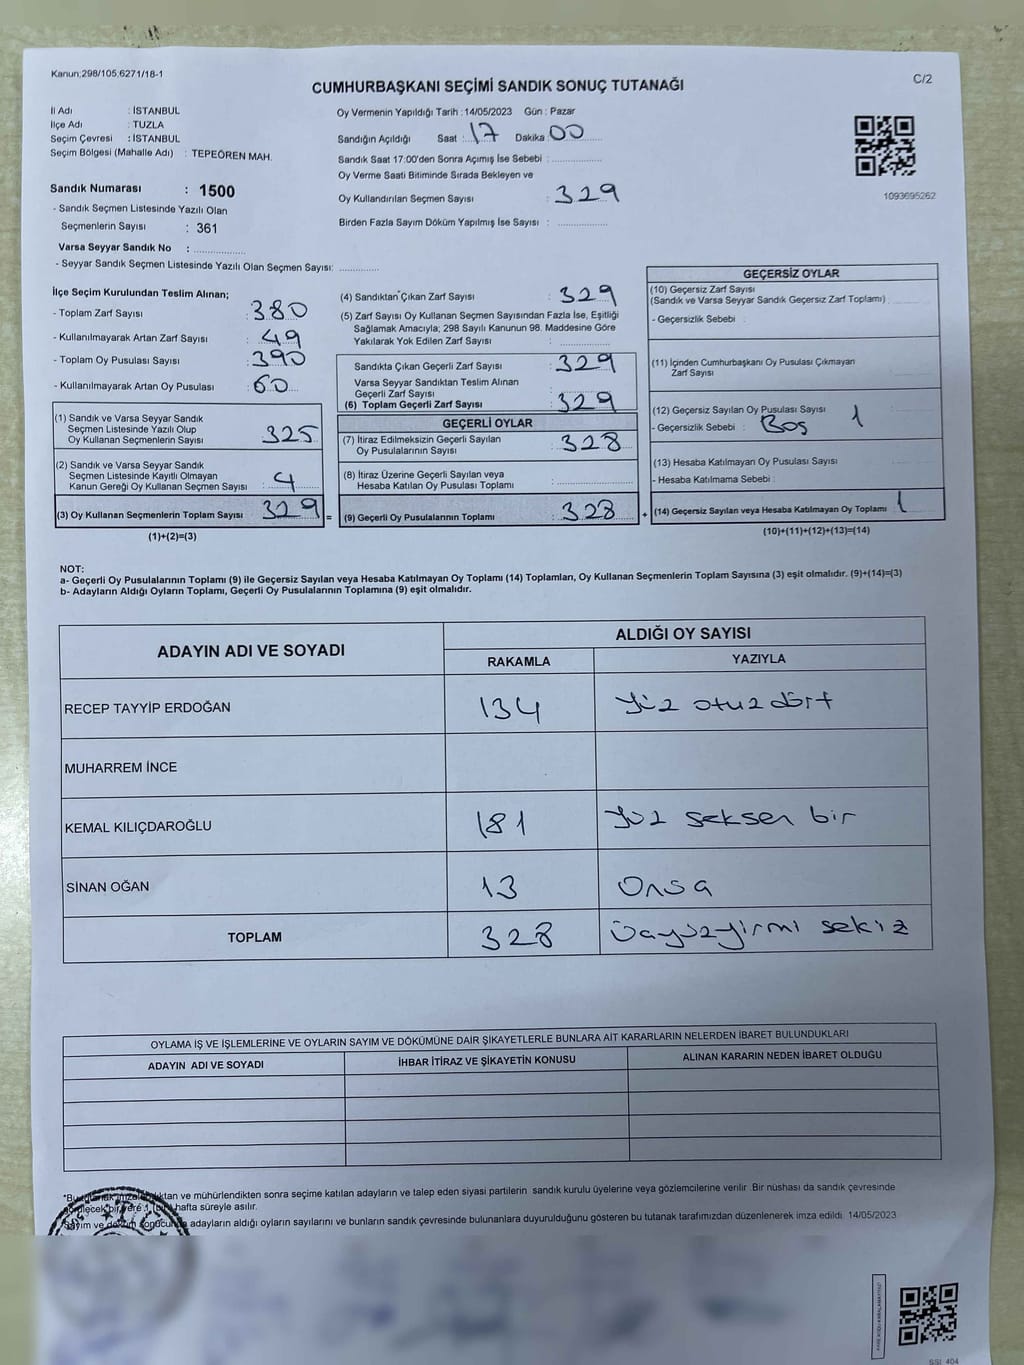 Kanun;298/105,6271/18-1
C/2
CUMHURBAŞKANI SEÇİMİ SANDIK SONUÇ TUTANAĞI
İl Adı : İSTANBUL
İlçe Adı : TUZLA
Seçim Çevresi : İSTANBUL
Seçim Bölgesi (Mahalle Adı) : TEPEÖREN MAH.
Oy Vermenin Yapıldığı Tarih : 14/05/2023 Gün : Pazar
Sandığın Açıldığı Saat : 17 Dakika 00
Sandık Saat 17:00'den Sonra Açımış İse Sebebi :
Oy Verme Saati Bitiminde Sırada Bekleyen ve
Oy Kullandırılan Seçmen Sayısı : 329
Birden Fazla Sayım Döküm Yapılmış İse Sayısı :
1093695262
Sandık Numarası : 1500
- Sandık Seçmen Listesinde Yazılı Olan
Seçmenlerin Sayısı : 361
Varsa Seyyar Sandık No :
- Seyyar Sandık Seçmen Listesinde Yazılı Olan Seçmen Sayısı:
İlçe Seçim Kurulundan Teslim Alınan;
- Toplam Zarf Sayısı : 380
- Kullanılmayarak Artan Zarf Sayısı : 49
- Toplam Oy Pusulası Sayısı : 390
- Kullanılmayarak Artan Oy Pusulası : 60
(1) Sandık ve Varsa Seyyar Sandık
Seçmen Listesinde Yazılı Olup
Oy Kullanan Seçmenlerin Sayısı : 325
(2) Sandık ve Varsa Seyyar Sandık
Seçmen Listesinde Kayıtlı Olmayan
Kanun Gereği Oy Kullanan Seçmen Sayısı : 4
(3) Oy Kullanan Seçmenlerin Toplam Sayısı : 329 =
(1)+(2)=(3)
(4) Sandıktan Çıkan Zarf Sayısı : 329
(5) Zarf Sayısı Oy Kullanan Seçmen Sayısından Fazla İse, Eşitliği
Sağlamak Amacıyla; 298 Sayılı Kanunun 98. Maddesine Göre
Yakılarak Yok Edilen Zarf Sayısı :
Sandıkta Çıkan Geçerli Zarf Sayısı : 329
Varsa Seyyar Sandıktan Teslim Alınan
Geçerli Zarf Sayısı :
(6) Toplam Geçerli Zarf Sayısı : 329
GEÇERLİ OYLAR
(7) İtiraz Edilmeksizin Geçerli Sayılan
Oy Pusulalarının Sayısı : 328
(8) İtiraz Üzerine Geçerli Sayılan veya
Hesaba Katılan Oy Pusulası Toplamı :
(9) Geçerli Oy Pusulalarının Toplamı : 328 +
GEÇERSİZ OYLAR
(10) Geçersiz Zarf Sayısı
(Sandık ve Varsa Seyyar Sandık Geçersiz Zarf Toplamı) :
- Geçersizlik Sebebi :
(11) İçinden Cumhurbaşkanı Oy Pusulası Çıkmayan
Zarf Sayısı :
(12) Geçersiz Sayılan Oy Pusulası Sayısı : 1
- Geçersizlik Sebebi : Boş
(13) Hesaba Katılmayan Oy Pusulası Sayısı :
- Hesaba Katılmama Sebebi :
(14) Geçersiz Sayılan veya Hesaba Katılmayan Oy Toplamı : 1
(10)+(11)+(12)+(13)=(14)
NOT:
a- Geçerli Oy Pusulalarının Toplamı (9) ile Geçersiz Sayılan veya Hesaba Katılmayan Oy Toplamı (14) Toplamları, Oy Kullanan Seçmenlerin Toplam Sayısına (3) eşit olmalıdır. (9)+(14)=(3)
b- Adayların Aldığı Oyların Toplamı, Geçerli Oy Pusulalarının Toplamına (9) eşit olmalıdır.
ADAYIN ADI VE SOYADI
ALDIĞI OY SAYISI
RAKAMLA YAZIYLA
RECEP TAYYİP ERDOĞAN 134 Yüz otuz dört
MUHARREM İNCE
KEMAL KILIÇDAROĞLU 181 Yüz seksen bir
SİNAN OĞAN 13 Onüç
TOPLAM 328 Üçyüzyirmi sekiz
OYLAMA İŞ VE İŞLEMLERİNE VE OYLARIN SAYIM VE DÖKÜMÜNE DAİR ŞİKAYETLERLE BUNLARA AİT KARARLARIN NELERDEN İBARET BULUNDUKLARI
ADAYIN ADI VE SOYADI İHBAR İTİRAZ VE ŞİKAYETİN KONUSU ALINAN KARARIN NEDEN İBARET OLDUĞU
*Bu tutanak imzalandıktan ve mühürlendikten sonra seçime katılan adayların ve talep eden siyasi partilerin sandık kurulu üyelerine veya gözlemcilerine verilir .Bir nüshası da sandık çevresinde
görülecek bir yere 1 (bir) hafta süreyle asılır.
*Sayım ve döküm sonucunda adayların aldığı oyların sayılarını ve bunların sandık çevresinde bulunanlara duyurulduğunu gösteren bu tutanak tarafımızdan düzenlenerek imza edildi. 14/05/2023
SSI_404